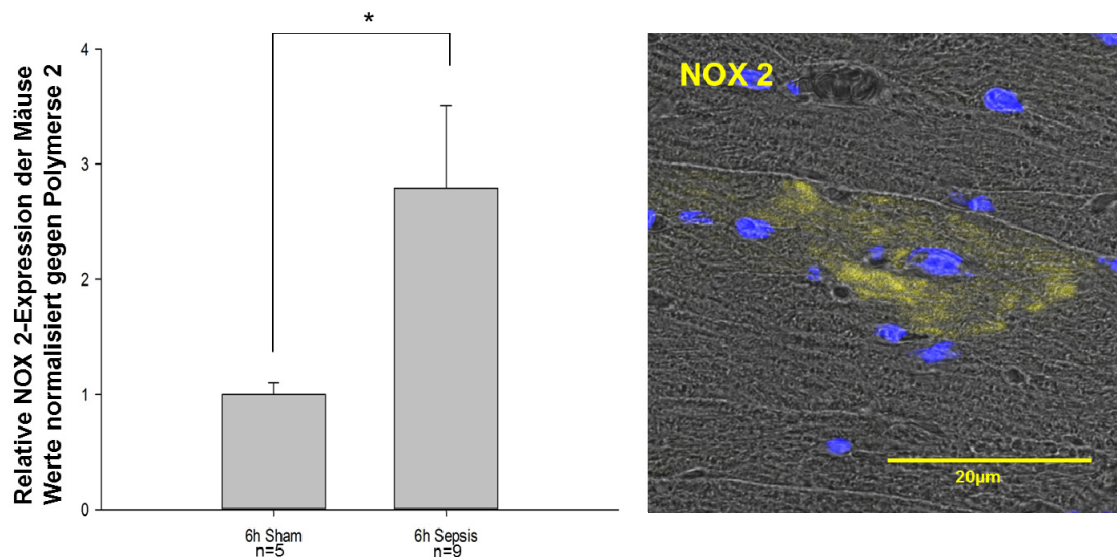 *
Relative NOX 2-Expression der Mäuse
Werte normalisiert gegen Polymerse 2
4
3
2
1
0
6h Sham
n=5
6h Sepsis
n=9
NOX 2
20µm